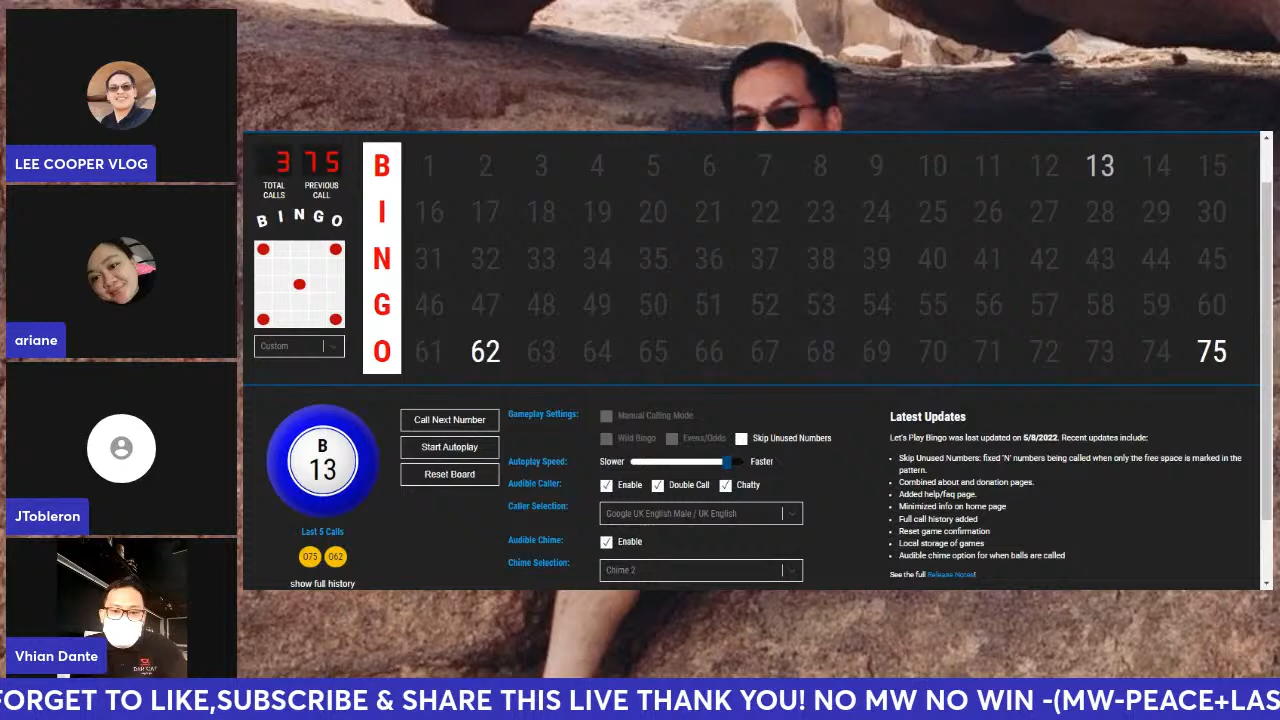 LEE COOPER VLOG
ariane
JTobleron
Vhian Dante
3 75
TOTAL CALLS
PREVIOUS CALL
B I N G O
Custom
B 1 2 3 4 5 6 7 8 9 10 11 12 13 14 15
I 16 17 18 19 20 21 22 23 24 25 26 27 28 29 30
N 31 32 33 34 35 36 37 38 39 40 41 42 43 44 45
G 46 47 48 49 50 51 52 53 54 55 56 57 58 59 60
O 61 62 63 64 65 66 67 68 69 70 71 72 73 74 75
B
13
Last 5 Calls
075 062
show full history
Call Next Number
Start Autoplay
Reset Board
Gameplay Settings:
Manual Calling Mode
Wild Bingo Evens/Odds Skip Unused Numbers
Autoplay Speed: Slower Faster
Audible Caller: Enable Double Call Chatty
Caller Selection: Google UK English Male / UK English
Audible Chime: Enable
Chime Selection: Chime 2
Latest Updates
Let's Play Bingo was last updated on 5/8/2022. Recent updates include:
Skip Unused Numbers: fixed 'N' numbers being called when only the free space is marked in the
pattern.
Combined about and donation pages.
Added help/faq page.
Minimized info on home page
Full call history added
Reset game confirmation
Local storage of games
Audible chime option for when balls are called
See the full Release Notes!
FORGET TO LIKE,SUBSCRIBE & SHARE THIS LIVE THANK YOU! NO MW NO WIN -(MW-PEACE+LAS